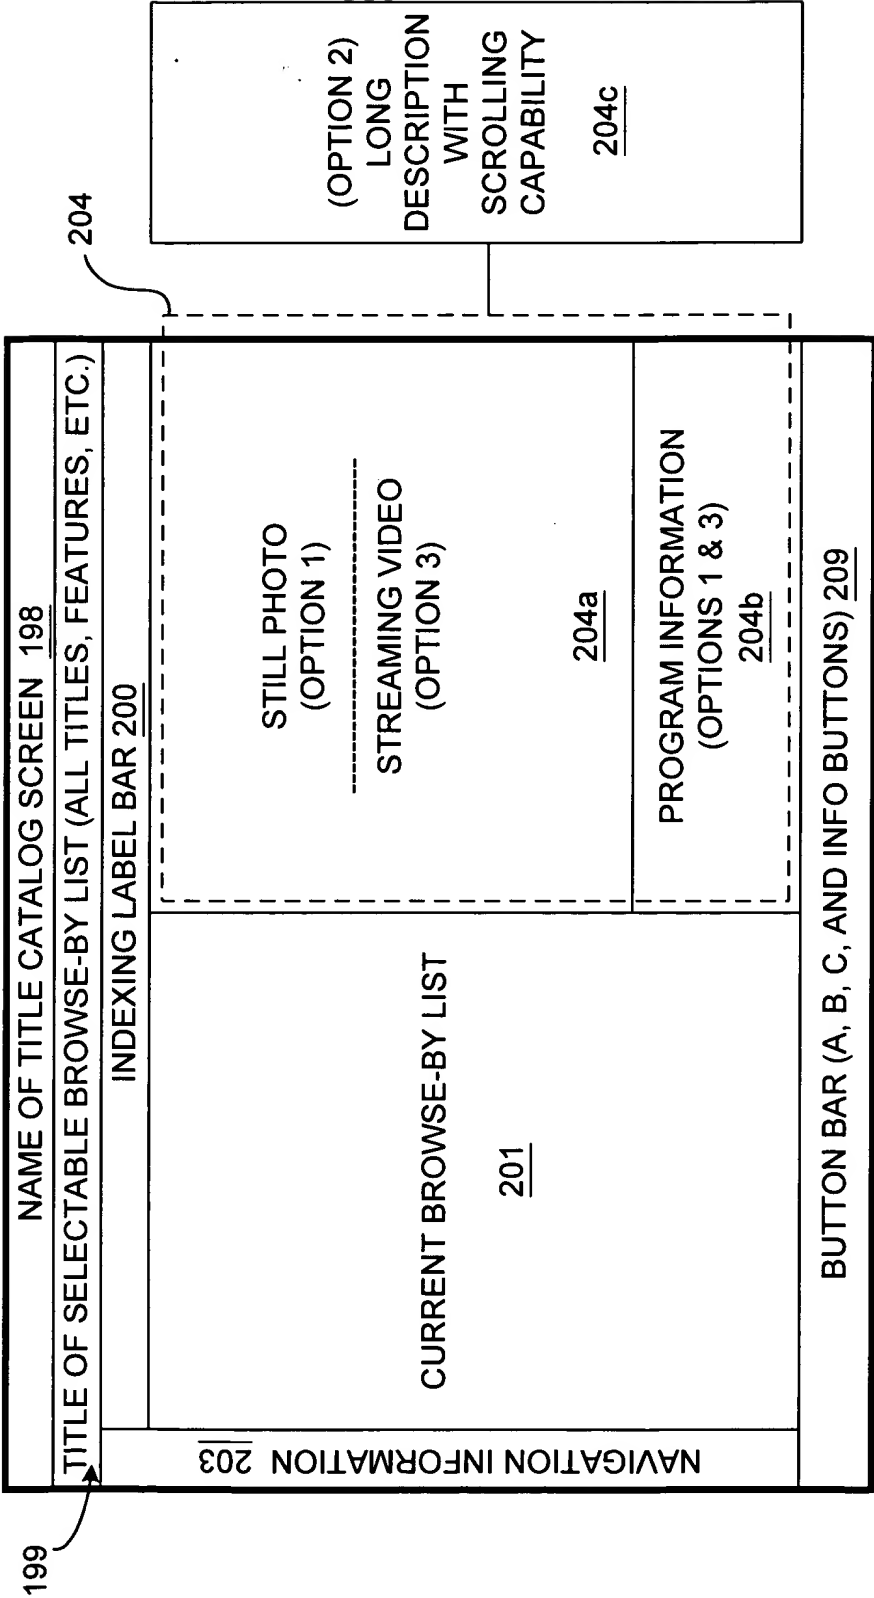 NAME OF TITLE CATALOG SCREEN 198
199
TITLE OF SELECTABLE BROWSE-BY LIST (ALL TITLES, FEATURES, ETC.)
INDEXING LABEL BAR 200
204
NAVIGATION INFORMATION 203
CURRENT BROWSE-BY LIST
201
STILL PHOTO
(OPTION 1)
STREAMING VIDEO
(OPTION 3)
204a
PROGRAM INFORMATION
(OPTIONS 1 & 3)
204b
(OPTION 2)
LONG
DESCRIPTION
WITH
SCROLLING
CAPABILITY
204c
BUTTON BAR (A, B, C, AND INFO BUTTONS) 209